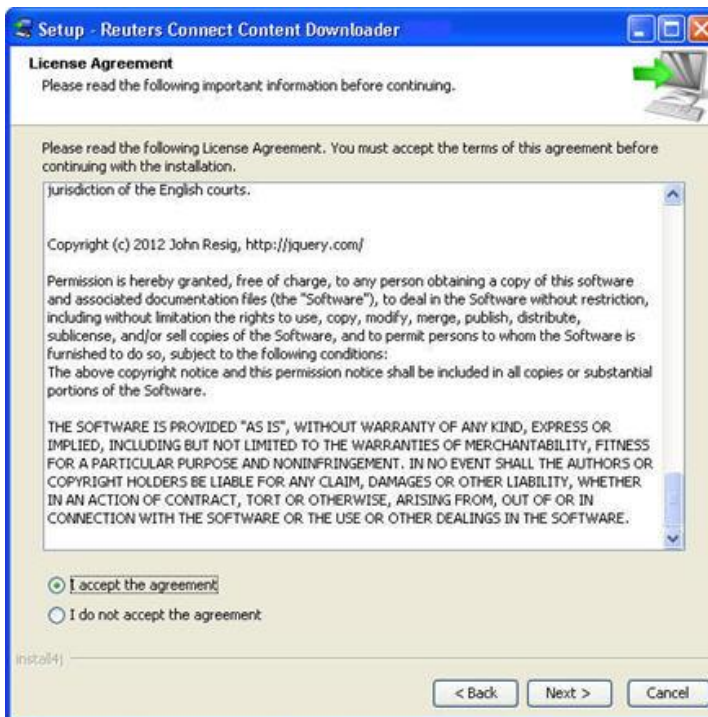 Setup - Reuters Connect Content Downloader
License Agreement
Please read the following important information before continuing.
Please read the following License Agreement. You must accept the terms of this agreement before
continuing with the installation.
jurisdiction of the English courts.
Copyright (c) 2012 John Resig, http://jquery.com/
Permission is hereby granted, free of charge, to any person obtaining a copy of this software
and associated documentation files (the "Software"), to deal in the Software without restriction,
including without limitation the rights to use, copy, modify, merge, publish, distribute,
sublicense, and/or sell copies of the Software, and to permit persons to whom the Software is
furnished to do so, subject to the following conditions:
The above copyright notice and this permission notice shall be included in all copies or substantial
portions of the Software.
THE SOFTWARE IS PROVIDED "AS IS", WITHOUT WARRANTY OF ANY KIND, EXPRESS OR
IMPLIED, INCLUDING BUT NOT LIMITED TO THE WARRANTIES OF MERCHANTABILITY, FITNESS
FOR A PARTICULAR PURPOSE AND NONINFRINGEMENT. IN NO EVENT SHALL THE AUTHORS OR
COPYRIGHT HOLDERS BE LIABLE FOR ANY CLAIM, DAMAGES OR OTHER LIABILITY, WHETHER
IN AN ACTION OF CONTRACT, TORT OR OTHERWISE, ARISING FROM, OUT OF OR IN
CONNECTION WITH THE SOFTWARE OR THE USE OR OTHER DEALINGS IN THE SOFTWARE.
I accept the agreement
I do not accept the agreement
install4j
< Back Next > Cancel